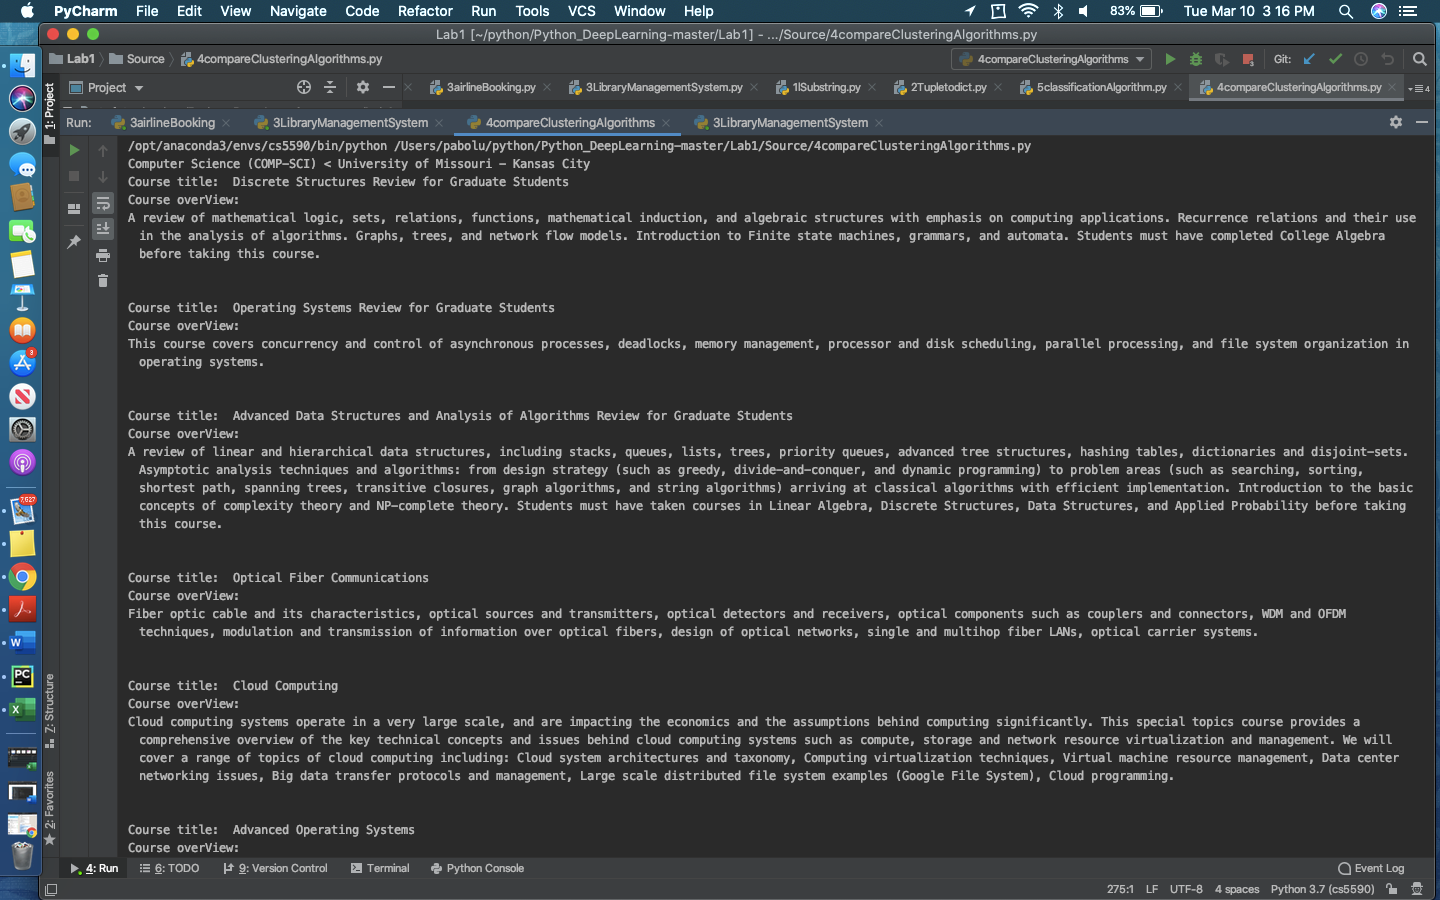 PyCharm File Edit View Navigate Code Refactor Run Tools VCS Window Help 83% Tue Mar 10 3 16 PM
Lab1 [~/python/Python_DeepLearning-master/Lab1] - .../Source/4compareClusteringAlgorithms.py
Lab1 Source 4compareClusteringAlgorithms.py 4compareClusteringAlgorithms Git:
Project 3airlineBooking.py 3LibraryManagementSystem.py 1lSubstring.py 2Tupletodict.py 5classificationAlgorithm.py 4compareClusteringAlgorithms.py 4
Run: 3airlineBooking 3LibraryManagementSystem 4compareClusteringAlgorithms 3LibraryManagementSystem
1: Project
/opt/anaconda3/envs/cs5590/bin/python /Users/pabolu/python/Python_DeepLearning-master/Lab1/Source/4compareClusteringAlgorithms.py
Computer Science (COMP-SCI) < University of Missouri - Kansas City
Course title:  Discrete Structures Review for Graduate Students
Course overView:
A review of mathematical logic, sets, relations, functions, mathematical induction, and algebraic structures with emphasis on computing applications. Recurrence relations and their use
in the analysis of algorithms. Graphs, trees, and network flow models. Introduction to Finite state machines, grammars, and automata. Students must have completed College Algebra
before taking this course.
Course title:  Operating Systems Review for Graduate Students
Course overView:
This course covers concurrency and control of asynchronous processes, deadlocks, memory management, processor and disk scheduling, parallel processing, and file system organization in
operating systems.
Course title:  Advanced Data Structures and Analysis of Algorithms Review for Graduate Students
Course overView:
A review of linear and hierarchical data structures, including stacks, queues, lists, trees, priority queues, advanced tree structures, hashing tables, dictionaries and disjoint-sets.
Asymptotic analysis techniques and algorithms: from design strategy (such as greedy, divide-and-conquer, and dynamic programming) to problem areas (such as searching, sorting,
shortest path, spanning trees, transitive closures, graph algorithms, and string algorithms) arriving at classical algorithms with efficient implementation. Introduction to the basic
concepts of complexity theory and NP-complete theory. Students must have taken courses in Linear Algebra, Discrete Structures, Data Structures, and Applied Probability before taking
this course.
Course title:  Optical Fiber Communications
Course overView:
Fiber optic cable and its characteristics, optical sources and transmitters, optical detectors and receivers, optical components such as couplers and connectors, WDM and OFDM
techniques, modulation and transmission of information over optical fibers, design of optical networks, single and multihop fiber LANs, optical carrier systems.
Course title:  Cloud Computing
Course overView:
Cloud computing systems operate in a very large scale, and are impacting the economics and the assumptions behind computing significantly. This special topics course provides a
comprehensive overview of the key technical concepts and issues behind cloud computing systems such as compute, storage and network resource virtualization and management. We will
cover a range of topics of cloud computing including: Cloud system architectures and taxonomy, Computing virtualization techniques, Virtual machine resource management, Data center
networking issues, Big data transfer protocols and management, Large scale distributed file system examples (Google File System), Cloud programming.
Course title:  Advanced Operating Systems
Course overView:
7: Structure
2: Favorites
3
7,627
PC
W
X
4: Run 6: TODO 9: Version Control Terminal Python Console Event Log
275:1 LF UTF-8 4 spaces Python 3.7 (cs5590)